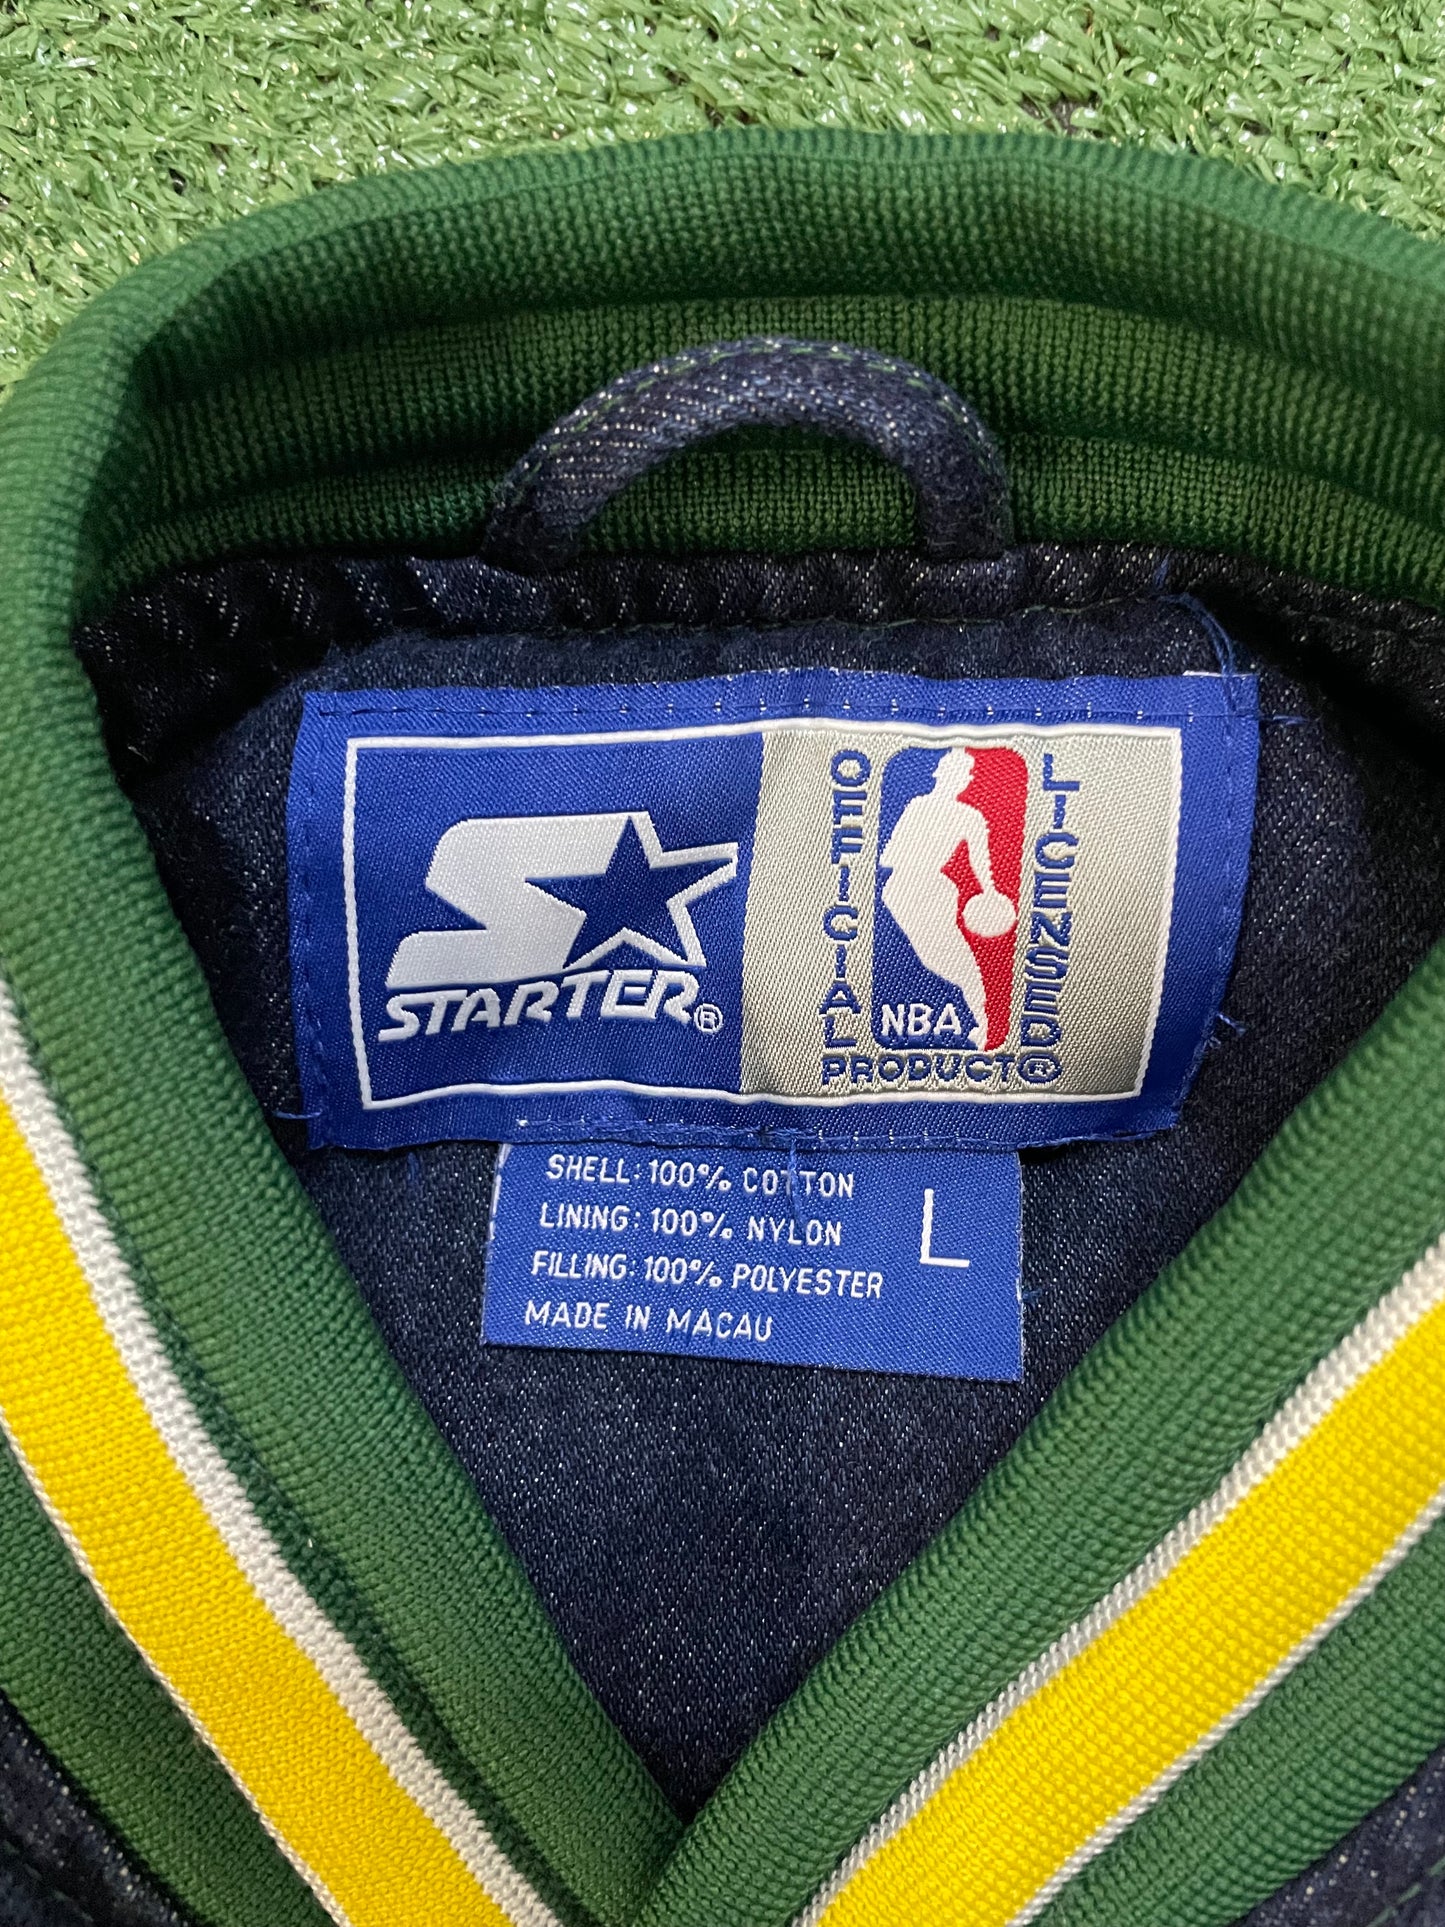 STARTER®
OFFICIAL
LICENSED
NBA
PRODUCT®
SHELL: 100% COTTON
LINING: 100% NYLON
FILLING: 100% POLYESTER
MADE IN MACAU
L